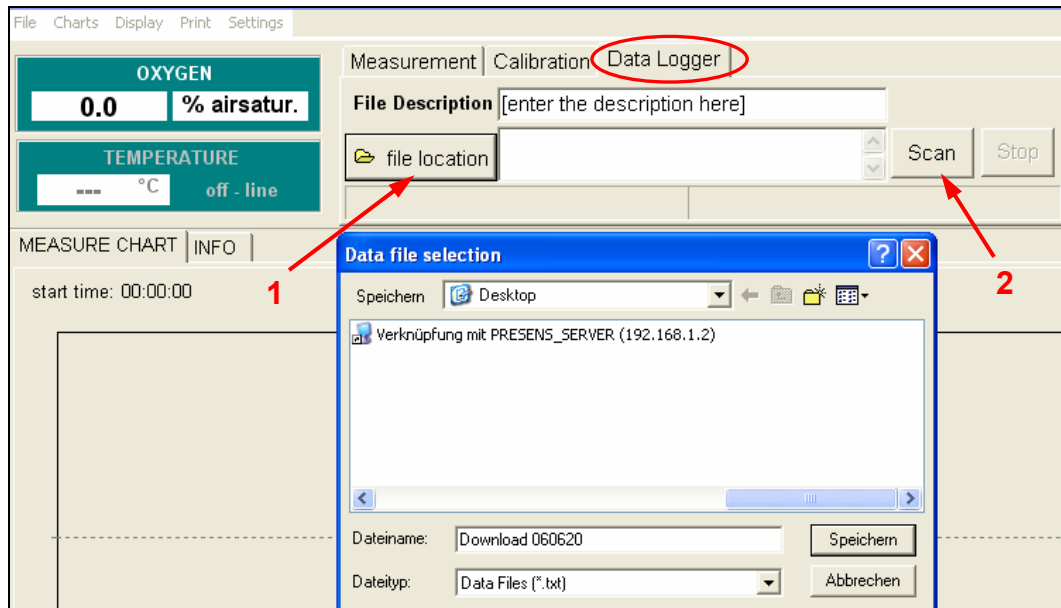 File Charts Display Print Settings
OXYGEN
0.0 % airsatur.
TEMPERATURE
--- °C off - line
Measurement Calibration Data Logger
File Description [enter the description here]
file location Scan Stop
MEASURE CHART INFO
start time: 00:00:00
1
2
Data file selection
Speichern Desktop
Verknüpfung mit PRESENS_SERVER (192.168.1.2)
Dateiname: Download 060620 Speichern
Dateityp: Data Files (*.txt) Abbrechen